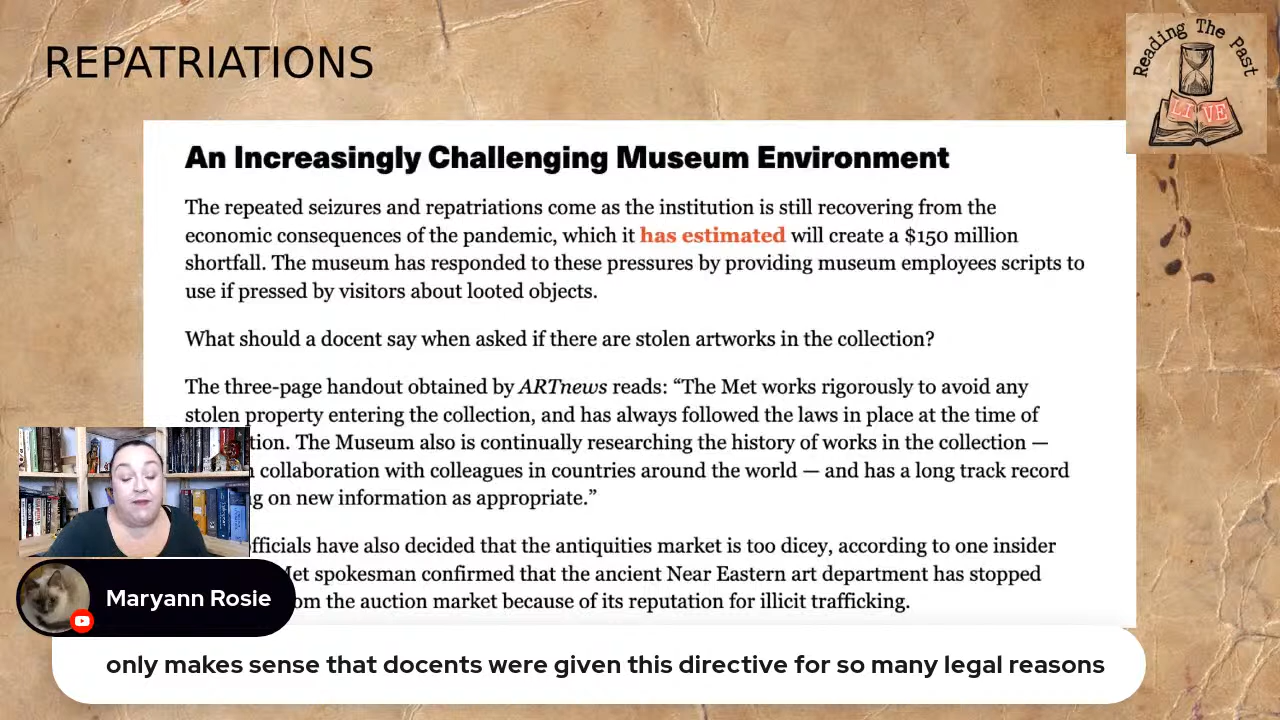 REPATRIATIONS
Reading The Past
LIVE
An Increasingly Challenging Museum Environment
The repeated seizures and repatriations come as the institution is still recovering from the
economic consequences of the pandemic, which it has estimated will create a $150 million
shortfall. The museum has responded to these pressures by providing museum employees scripts to
use if pressed by visitors about looted objects.
What should a docent say when asked if there are stolen artworks in the collection?
The three-page handout obtained by ARTnews reads: “The Met works rigorously to avoid any
stolen property entering the collection, and has always followed the laws in place at the time of
tion. The Museum also is continually researching the history of works in the collection —
collaboration with colleagues in countries around the world — and has a long track record
g on new information as appropriate.”
fficials have also decided that the antiquities market is too dicey, according to one insider
Met spokesman confirmed that the ancient Near Eastern art department has stopped
om the auction market because of its reputation for illicit trafficking.
Maryann Rosie
only makes sense that docents were given this directive for so many legal reasons